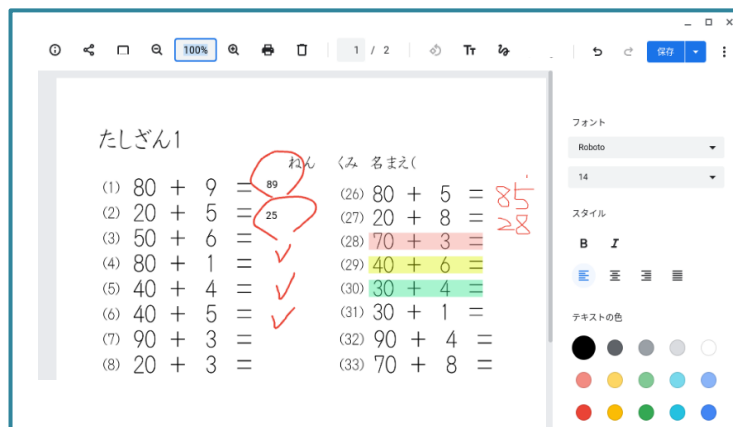 100%
1 / 2
Tт
保存
フォント
Roboto
14
スタイル
B I
テキストの色
たしざん1
ねん くみ 名まえ(
(1) 80 + 9 = 89
(2) 20 + 5 = 25
(3) 50 + 6 =
(4) 80 + 1 =
(5) 40 + 4 =
(6) 40 + 5 =
(7) 90 + 3 =
(8) 20 + 3 =
(26) 80 + 5 = 85
(27) 20 + 8 = 28
(28) 70 + 3 =
(29) 40 + 6 =
(30) 30 + 4 =
(31) 30 + 1 =
(32) 90 + 4 =
(33) 70 + 8 =